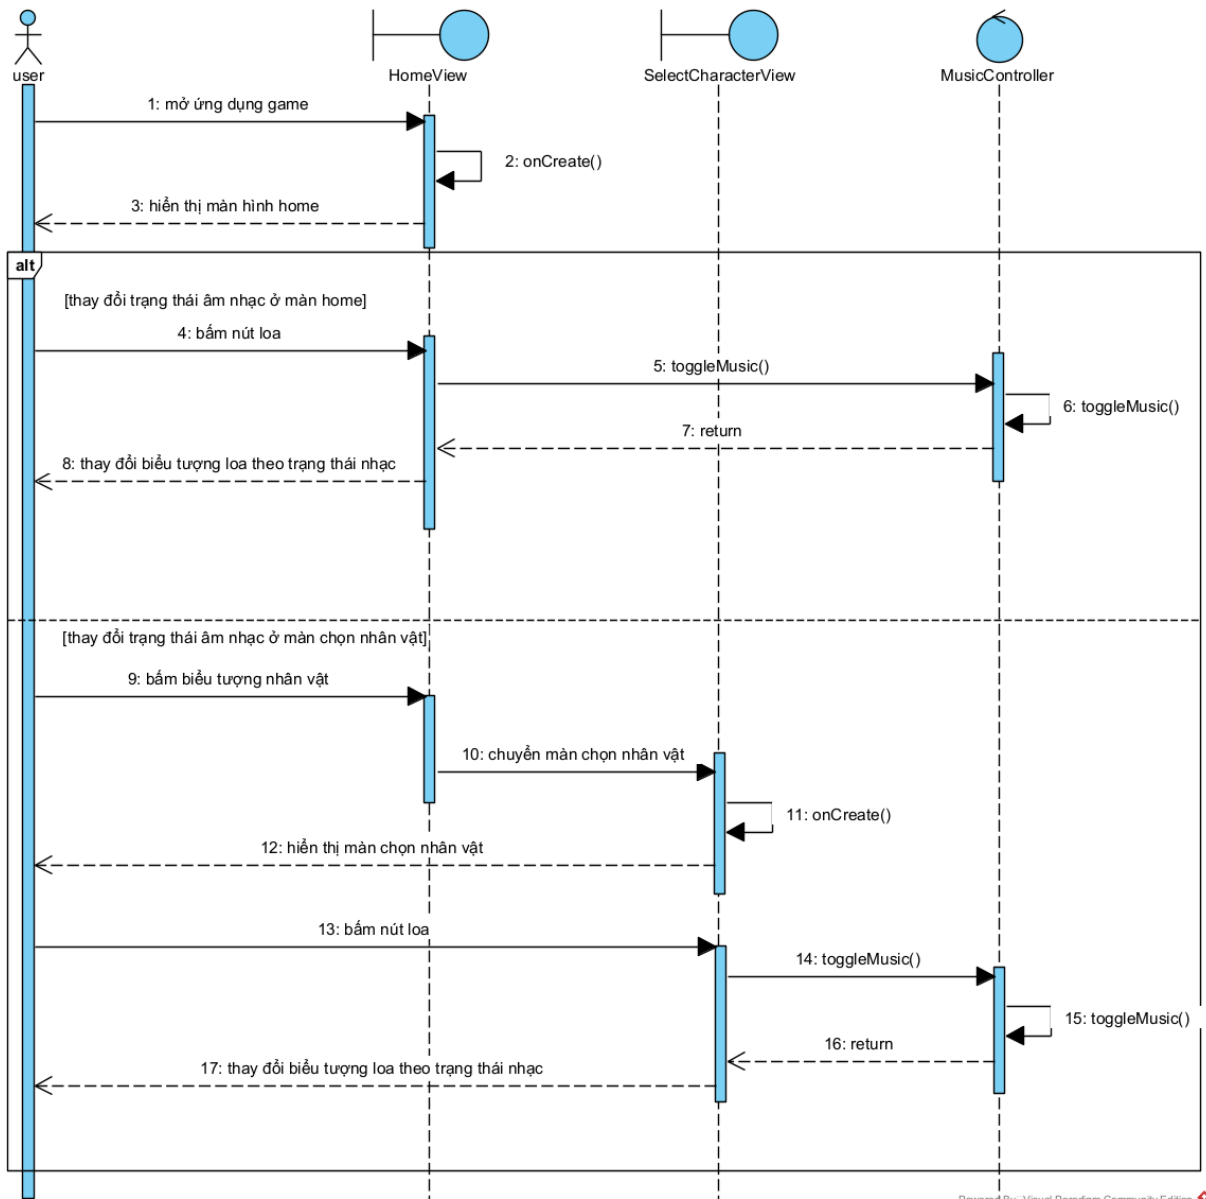 user
HomeView
SelectCharacterView
MusicController
1: mở ứng dụng game
2: onCreate()
3: hiển thị màn hình home
alt
[thay đổi trạng thái âm nhạc ở màn home]
4: bấm nút loa
5: toggleMusic()
6: toggleMusic()
7: return
8: thay đổi biểu tượng loa theo trạng thái nhạc
[thay đổi trạng thái âm nhạc ở màn chọn nhân vật]
9: bấm biểu tượng nhân vật
10: chuyển màn chọn nhân vật
11: onCreate()
12: hiển thị màn chọn nhân vật
13: bấm nút loa
14: toggleMusic()
15: toggleMusic()
16: return
17: thay đổi biểu tượng loa theo trạng thái nhạc